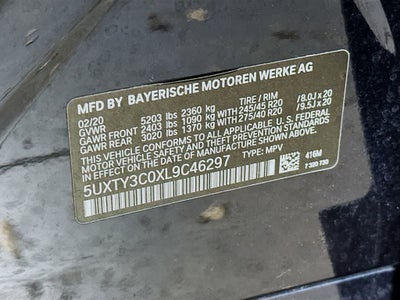 MFD BY BAYERISCHE MOTOREN WERKE AG
02/20 5203 lbs 2360 kg TIRE / RIM
GVWR
GAWR FRONT 2403 lbs 1090 kg 245/45 R20 / 8.0J x 20
GAWR REAR 3020 lbs 1370 kg 275/40 R20 / 9.5J x 20
THIS VEHICLE CONFORMS TO ALL APPLICABLE U.S. FEDERAL
MOTOR VEHICLE SAFETY AND THEFT PREVENTION STANDARDS
IN EFFECT ON THE DATE OF MANUFACTURE SHOWN ABOVE.
5UXTY3C0XL9C46297 TYPE: MPV 416M
7 320 730